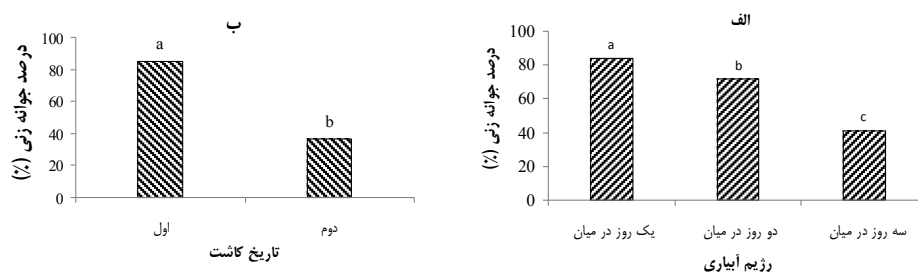 الف
درصد جوانه زنی (%)
100
80
60
40
20
0
a
b
c
یک روز در میان
دو روز در میان
سه روز در میان
رژیم آبیاری
ب
درصد جوانه زنی (%)
100
80
60
40
20
0
a
b
اول
دوم
تاریخ کاشت